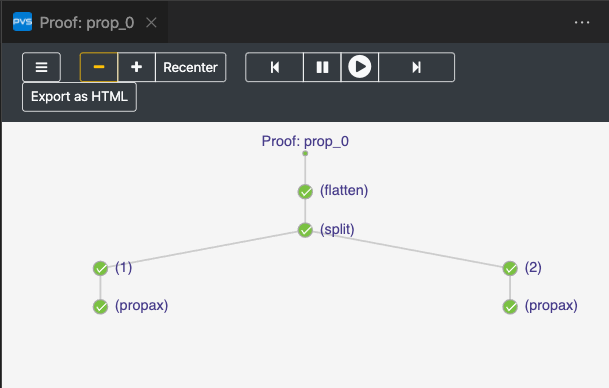 PVS Proof: prop_0
Recenter
Export as HTML
Proof: prop_0
(flatten)
(split)
(1) (2)
(propax) (propax)